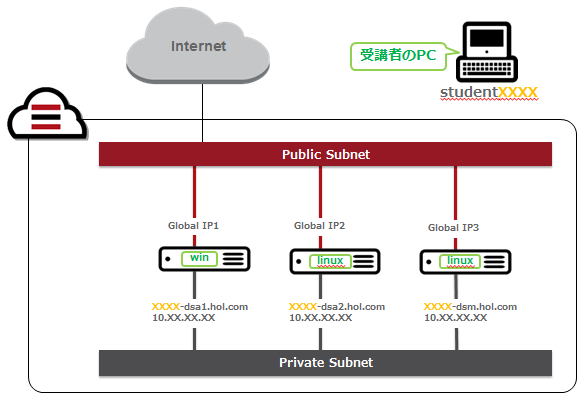 Internet
受講者のPC
studentXXXX
Public Subnet
Global IP1
Global IP2
Global IP3
win
linux
linux
XXXX-dsa1.hol.com
10.XX.XX.XX
XXXX-dsa2.hol.com
10.XX.XX.XX
XXXX-dsm.hol.com
10.XX.XX.XX
Private Subnet